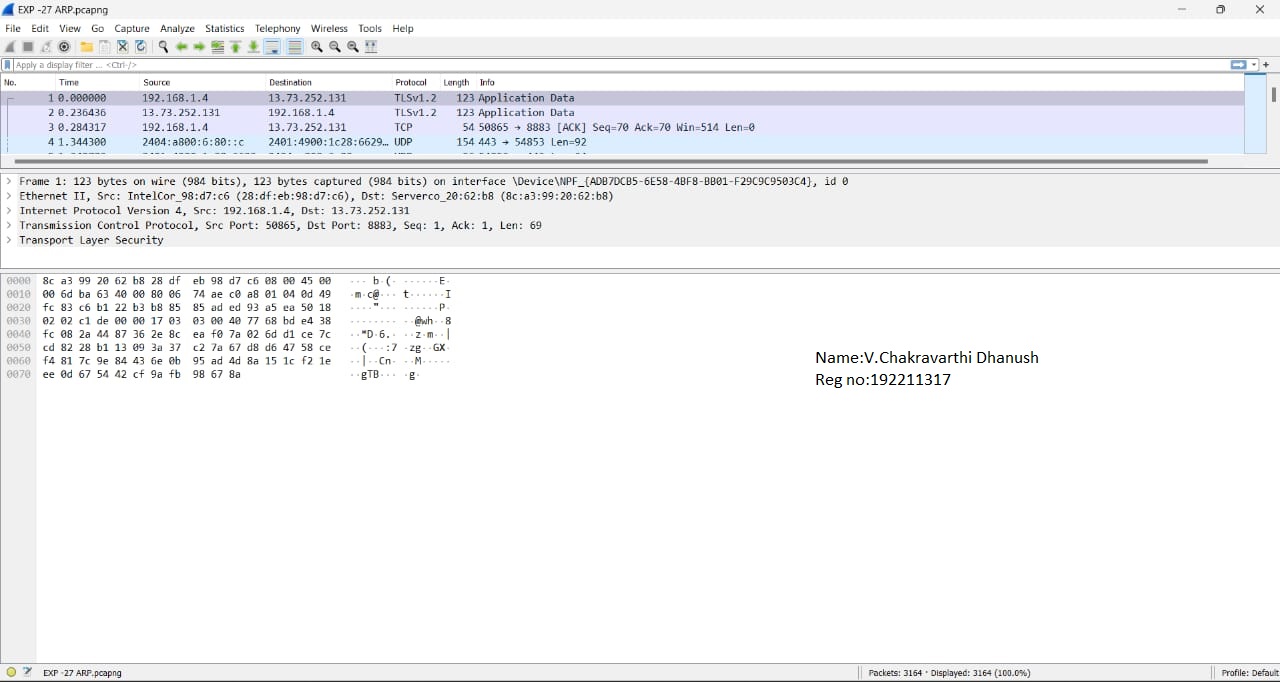 EXP -27 ARP.pcapng
File Edit View Go Capture Analyze Statistics Telephony Wireless Tools Help
Apply a display filter ... <Ctrl-/>
No. Time Source Destination Protocol Length Info
1 0.000000 192.168.1.4 13.73.252.131 TLSv1.2 123 Application Data
2 0.236436 13.73.252.131 192.168.1.4 TLSv1.2 123 Application Data
3 0.284317 192.168.1.4 13.73.252.131 TCP 54 50865 → 8883 [ACK] Seq=70 Ack=70 Win=514 Len=0
4 1.344300 2404:a800:6:80::c 2401:4900:1c28:6629… UDP 154 443 → 54853 Len=92
Frame 1: 123 bytes on wire (984 bits), 123 bytes captured (984 bits) on interface \Device\NPF_{ADB7DCB5-6E58-4BF8-BB01-F29C9C9503C4}, id 0
Ethernet II, Src: IntelCor_98:d7:c6 (28:df:eb:98:d7:c6), Dst: Serverco_20:62:b8 (8c:a3:99:20:62:b8)
Internet Protocol Version 4, Src: 192.168.1.4, Dst: 13.73.252.131
Transmission Control Protocol, Src Port: 50865, Dst Port: 8883, Seq: 1, Ack: 1, Len: 69
Transport Layer Security
0000 8c a3 99 20 62 b8 28 df eb 98 d7 c6 08 00 45 00 ··· b·(· ······E·
0010 00 6d ba 63 40 00 80 06 74 ae c0 a8 01 04 0d 49 ·m·c@··· t······I
0020 fc 83 c6 b1 22 b3 b8 85 85 ad ed 93 a5 ea 50 18 ····"··· ······P·
0030 02 02 c1 de 00 00 17 03 03 00 40 77 68 bd e4 38 ········ ··@wh··8
0040 fc 08 2a 44 87 36 2e 8c ea f0 7a 02 6d d1 ce 7c ··*D·6.· ··z·m··|
0050 cd 82 28 b1 13 09 3a 37 c2 7a 67 d8 d6 47 58 ce ··(···:7 ·zg··GX·
0060 f4 81 7c 9e 84 43 6e 0b 95 ad 4d 8a 15 1c f2 1e ··|··Cn· ··M·····
0070 ee 0d 67 54 42 cf 9a fb 98 67 8a ··gTB··· ·g·
Name:V.Chakravarthi Dhanush
Reg no:192211317
EXP -27 ARP.pcapng
Packets: 3164 · Displayed: 3164 (100.0%)
Profile: Default